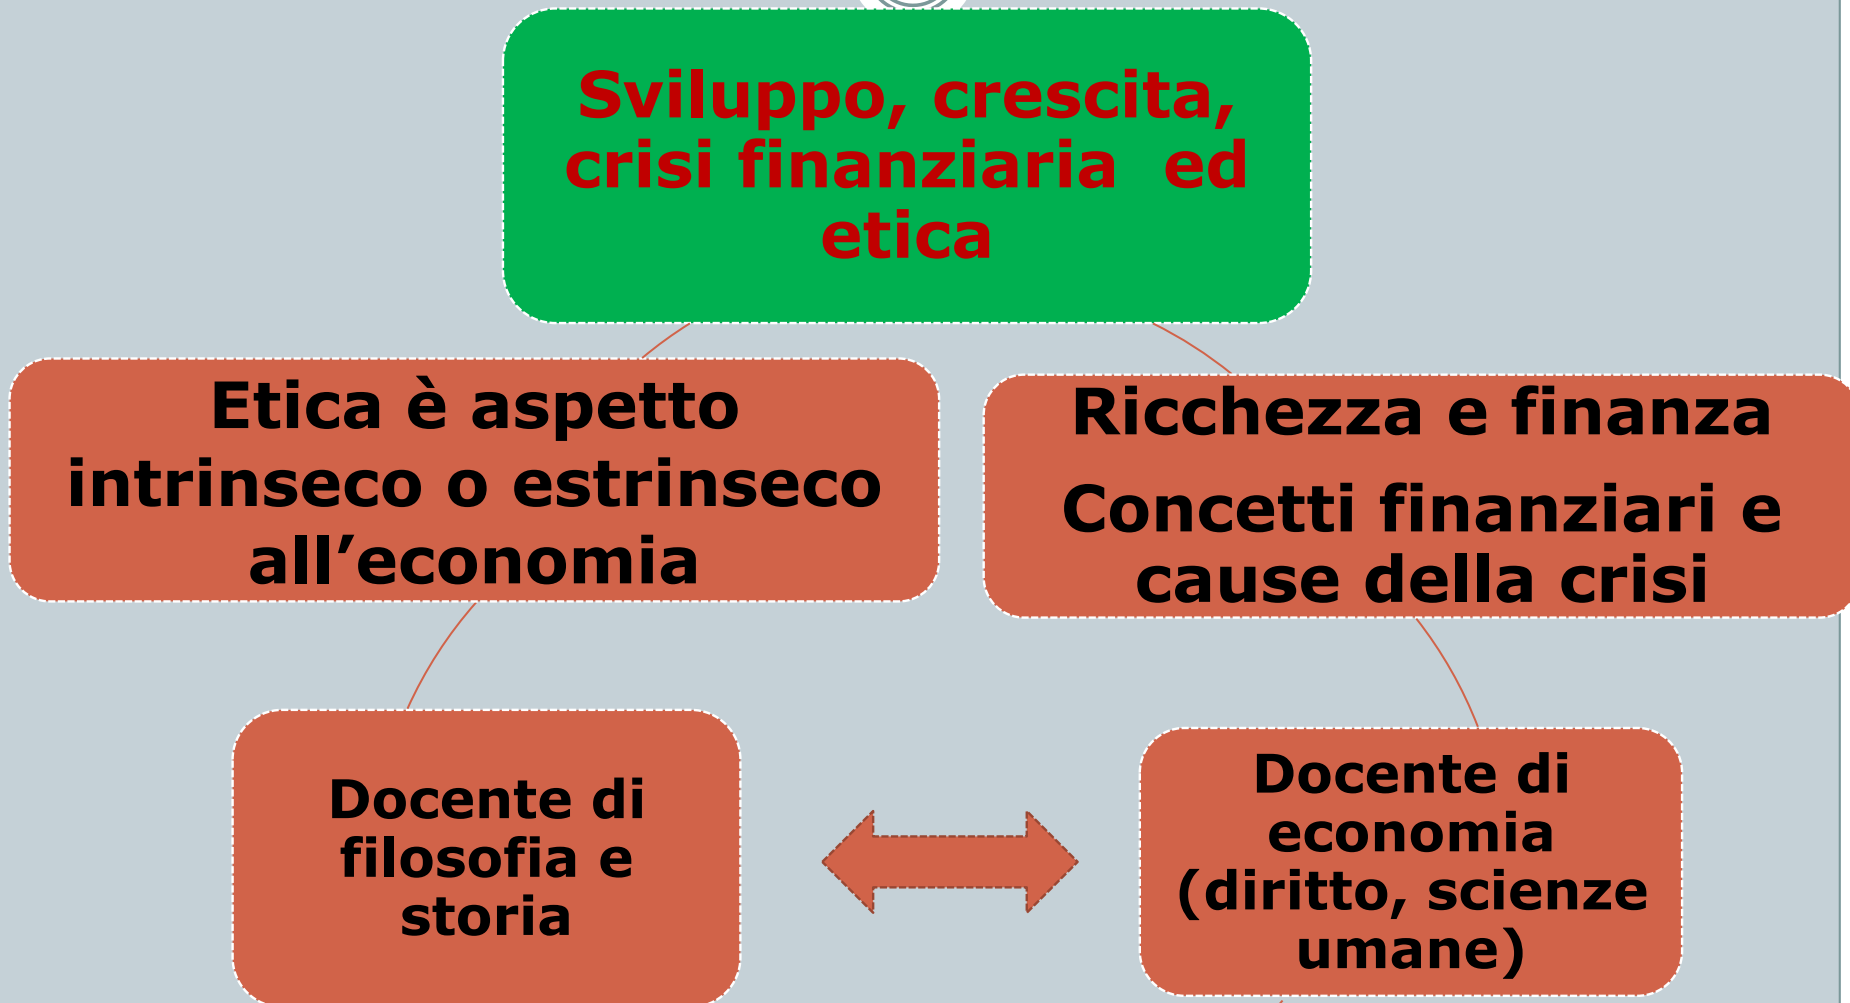 Sviluppo, crescita,
crisi finanziaria  ed
etica
Etica è aspetto
intrinseco o estrinseco
all’economia
Ricchezza e finanza
Concetti finanziari e
cause della crisi
Docente di
filosofia e
storia
Docente di
economia
(diritto, scienze
umane)